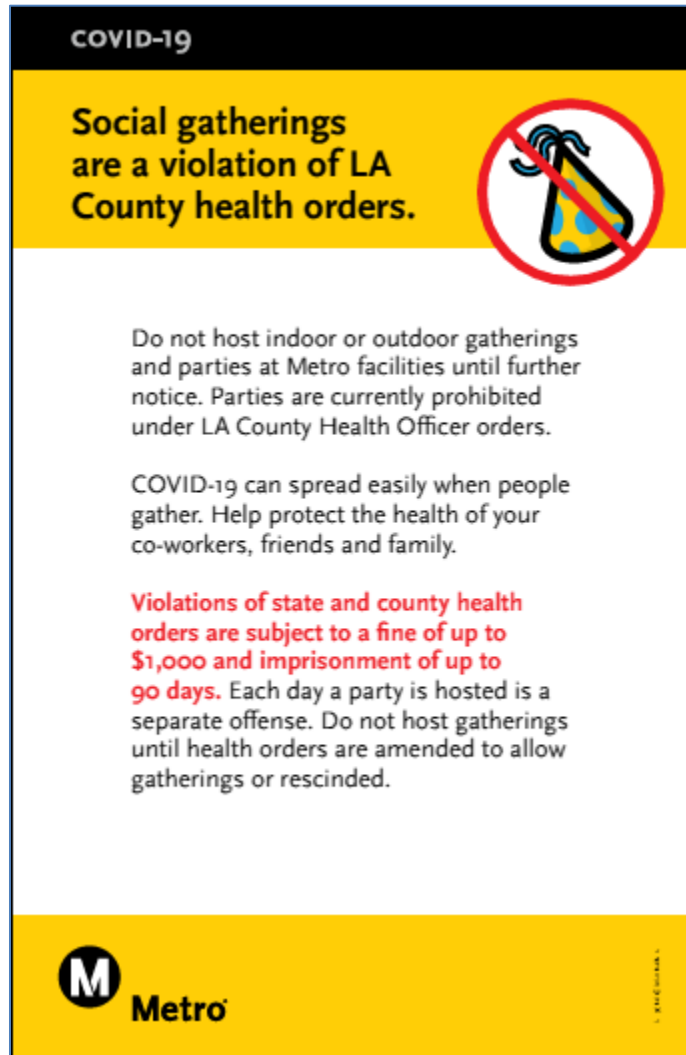 COVID-19
Social gatherings
are a violation of LA
County health orders.
Do not host indoor or outdoor gatherings
and parties at Metro facilities until further
notice. Parties are currently prohibited
under LA County Health Officer orders.
COVID-19 can spread easily when people
gather. Help protect the health of your
co-workers, friends and family.
Violations of state and county health
orders are subject to a fine of up to
$1,000 and imprisonment of up to
90 days. Each day a party is hosted is a
separate offense. Do not host gatherings
until health orders are amended to allow
gatherings or rescinded.
M
Metro